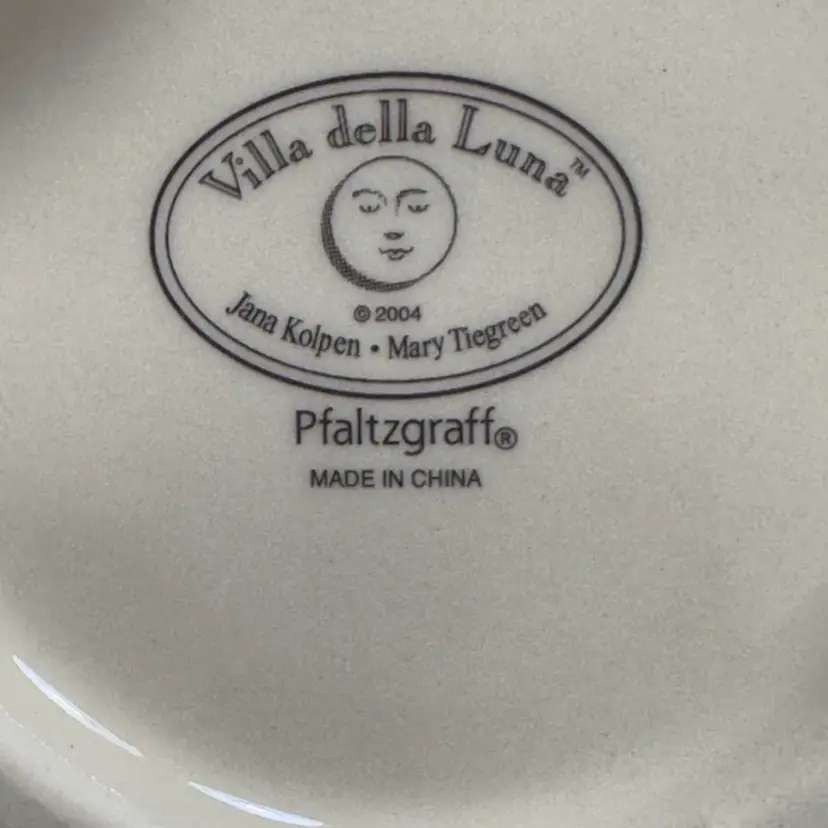 Villa della Luna™
© 2004
Jana Kolpen • Mary Tiegreen
Pfaltzgraff®
MADE IN CHINA